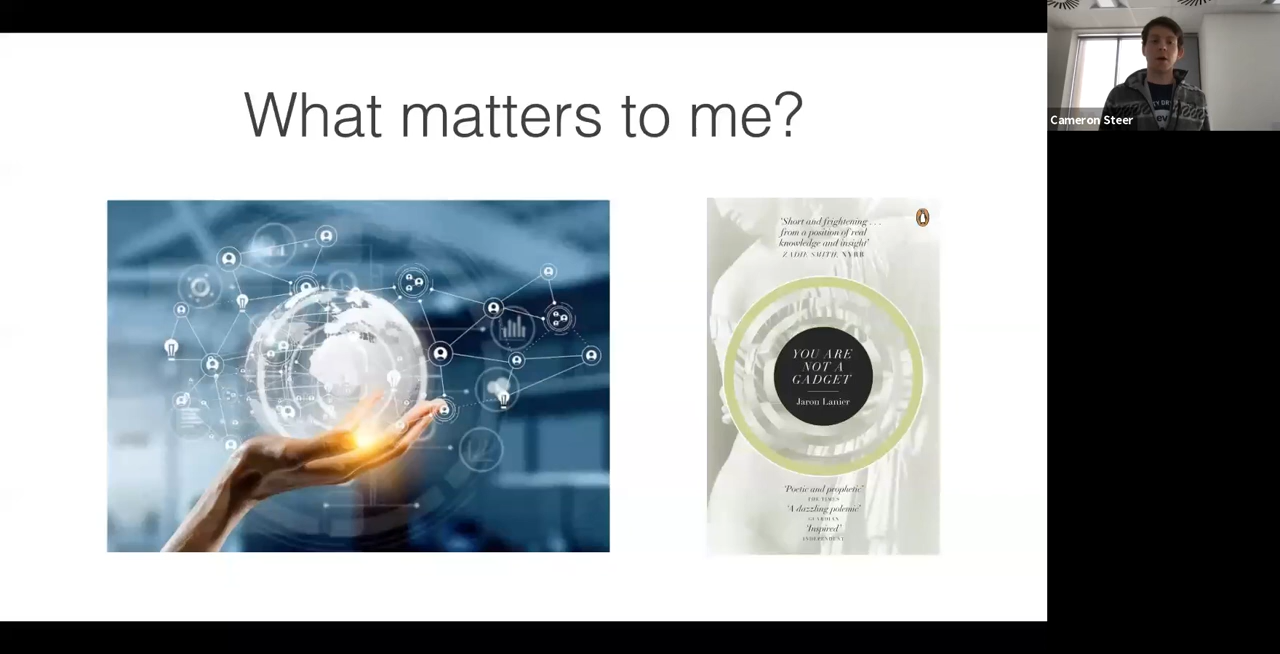 What matters to me?
'Short and frightening . . .
from a position of real
knowledge and insight'
ZADIE SMITH, NYRB
YOU ARE
NOT A
GADGET
Jaron Lanier
'Poetic and prophetic'
THE TIMES
'A dazzling polemic'
GUARDIAN
'Inspired'
INDEPENDENT
Cameron Steer